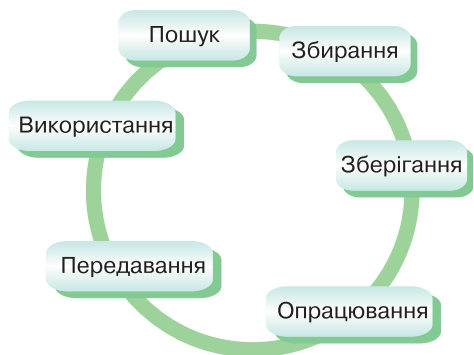 Пошук
Збирання
Зберігання
Опрацювання
Передавання
Використання